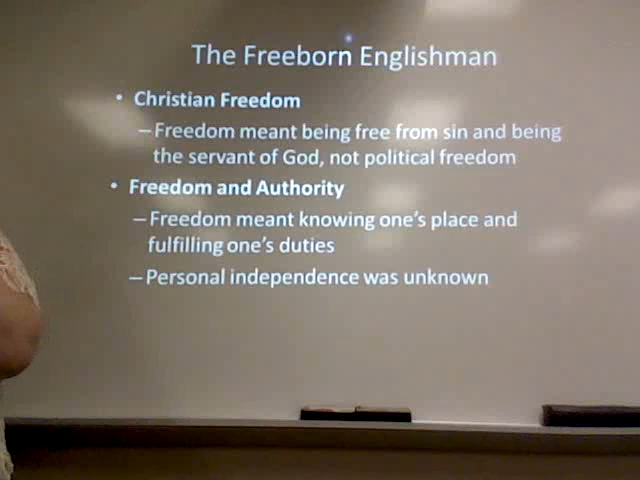 The Freeborn Englishman
• Christian Freedom
– Freedom meant being free from sin and being
the servant of God, not political freedom
• Freedom and Authority
– Freedom meant knowing one's place and
fulfilling one's duties
– Personal independence was unknown